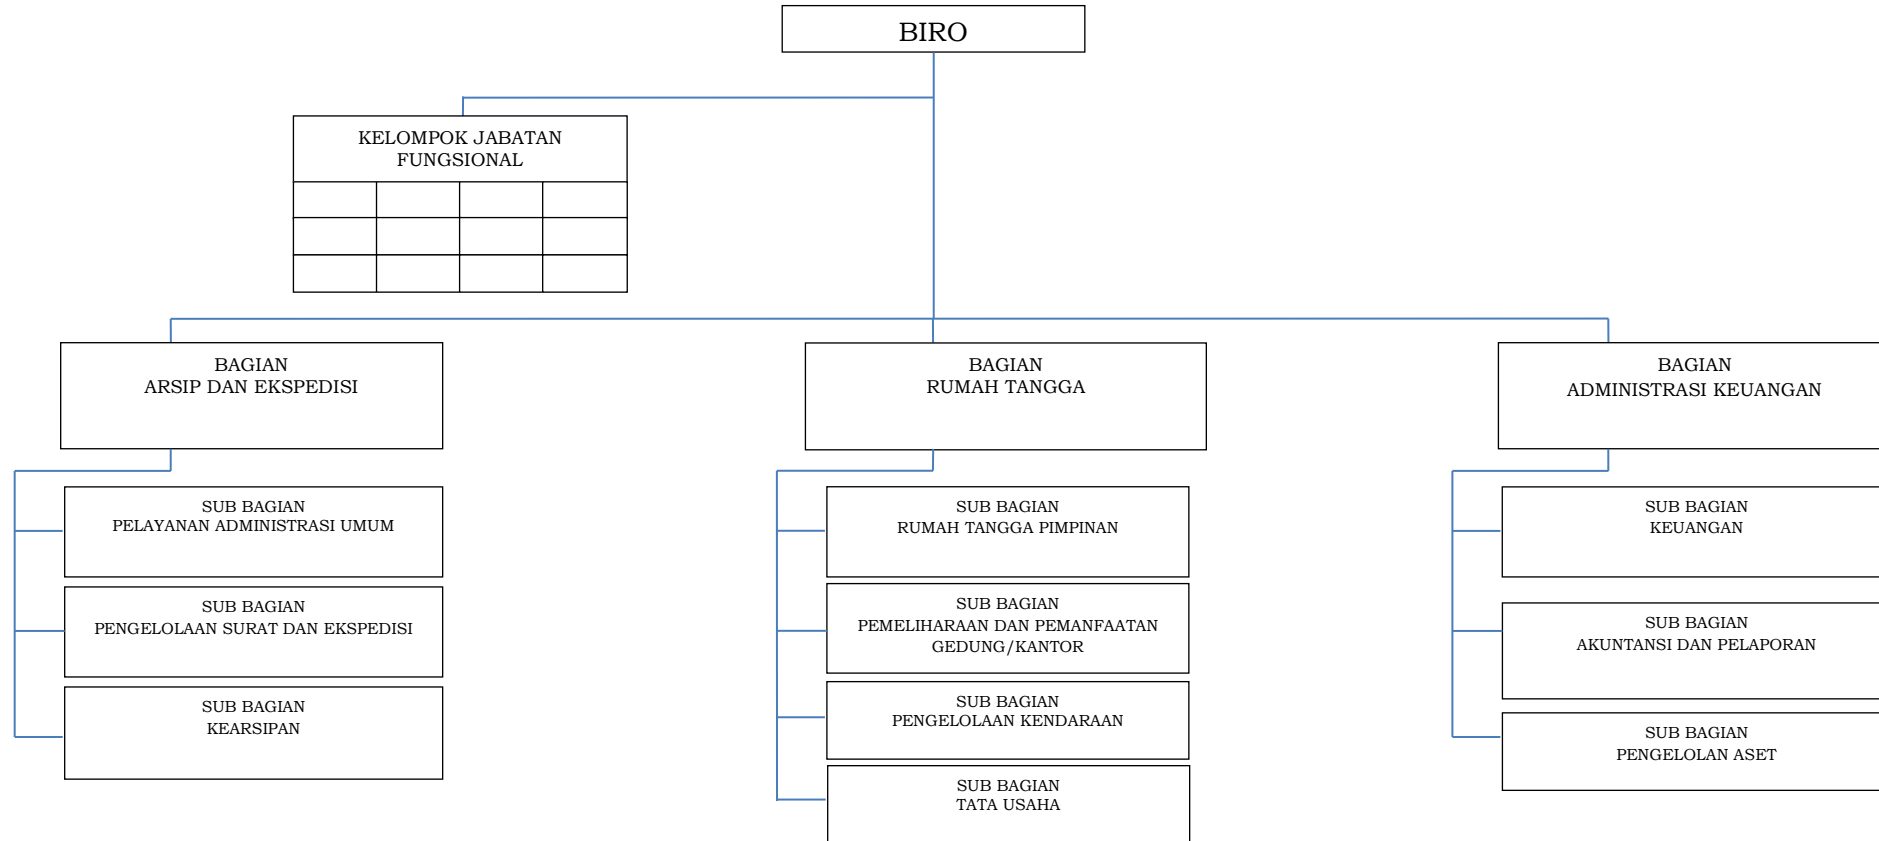 BIRO
KELOMPOK JABATAN
FUNGSIONAL
BAGIAN
ARSIP DAN EKSPEDISI
BAGIAN
RUMAH TANGGA
BAGIAN
ADMINISTRASI KEUANGAN
SUB BAGIAN
PELAYANAN ADMINISTRASI UMUM
SUB BAGIAN
PENGELOLAAN SURAT DAN EKSPEDISI
SUB BAGIAN
KEARSIPAN
SUB BAGIAN
RUMAH TANGGA PIMPINAN
SUB BAGIAN
PEMELIHARAAN DAN PEMANFAATAN
GEDUNG/KANTOR
SUB BAGIAN
PENGELOLAAN KENDARAAN
SUB BAGIAN
TATA USAHA
SUB BAGIAN
KEUANGAN
SUB BAGIAN
AKUNTANSI DAN PELAPORAN
SUB BAGIAN
PENGELOLAN ASET